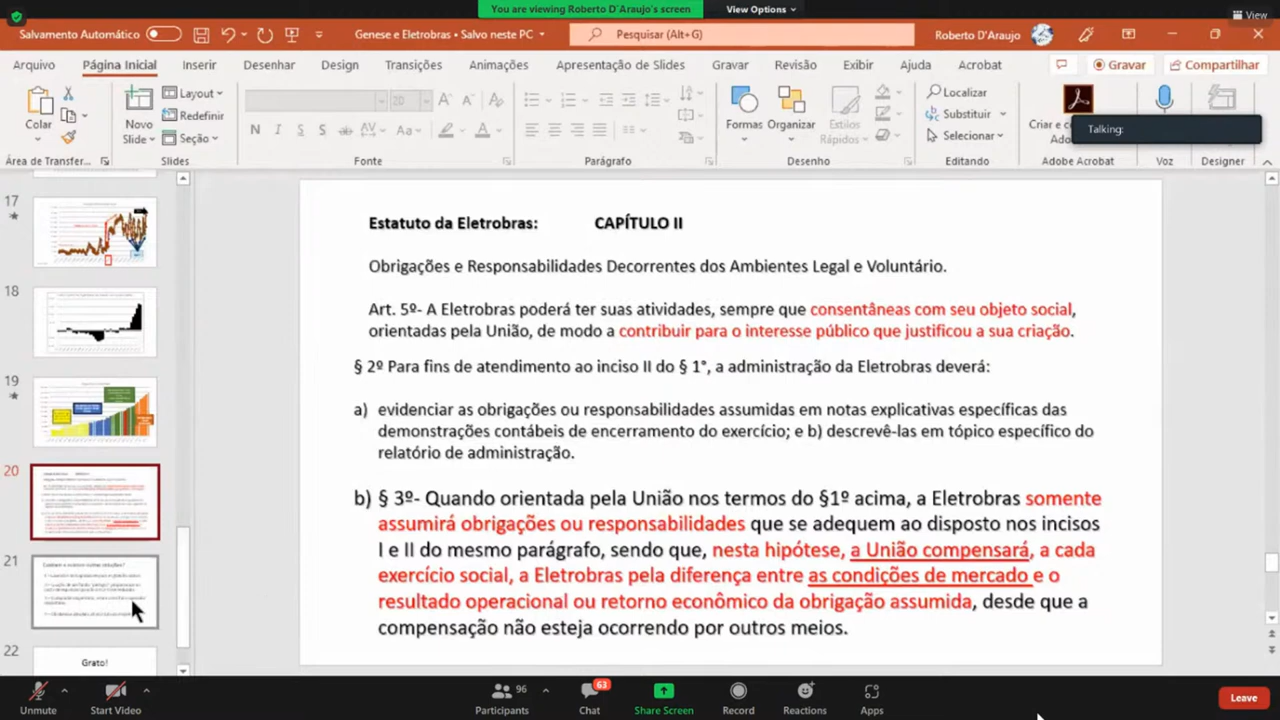 You are viewing Roberto D'Araujo's screen
View Options
View
Salvamento Automático
Genese e Eletrobras • Salvo neste PC
Pesquisar (Alt+G)
Roberto D'Araujo
Arquivo Página Inicial Inserir Desenhar Design Transições Animações Apresentação de Slides Gravar Revisão Exibir Ajuda Acrobat
Gravar
Compartilhar
Colar
Novo
Slide
Layout
Redefinir
Seção
20
N I S S ab AV Aa A
Formas
Organizar
Estilos
Rápidos
Localizar
Substituir
Selecionar
Criar e
Talking:
Área de Transfer...
Slides
Fonte
Parágrafo
Desenho
Editando
Adobe Acrobat
Voz
Designer
17
18
19
20
21
22
Grato!
Estatuto da Eletrobras: CAPÍTULO II
Obrigações e Responsabilidades Decorrentes dos Ambientes Legal e Voluntário.
Art. 5º- A Eletrobras poderá ter suas atividades, sempre que consentâneas com seu objeto social,
orientadas pela União, de modo a contribuir para o interesse público que justificou a sua criação.
§ 2º Para fins de atendimento ao inciso II do § 1°, a administração da Eletrobras deverá:
a) evidenciar as obrigações ou responsabilidades assumidas em notas explicativas específicas das
demonstrações contábeis de encerramento do exercício; e b) descrevê-las em tópico específico do
relatório de administração.
b) § 3º- Quando orientada pela União nos termos do §1º acima, a Eletrobras somente
assumirá obrigações ou responsabilidades que se adequem ao disposto nos incisos
I e II do mesmo parágrafo, sendo que, nesta hipótese, a União compensará, a cada
exercício social, a Eletrobras pela diferença entre as condições de mercado e o
resultado operacional ou retorno econômico da obrigação assumida, desde que a
compensação não esteja ocorrendo por outros meios.
Unmute
Start Video
96
Participants
63
Chat
Share Screen
Record
Reactions
Apps
Leave